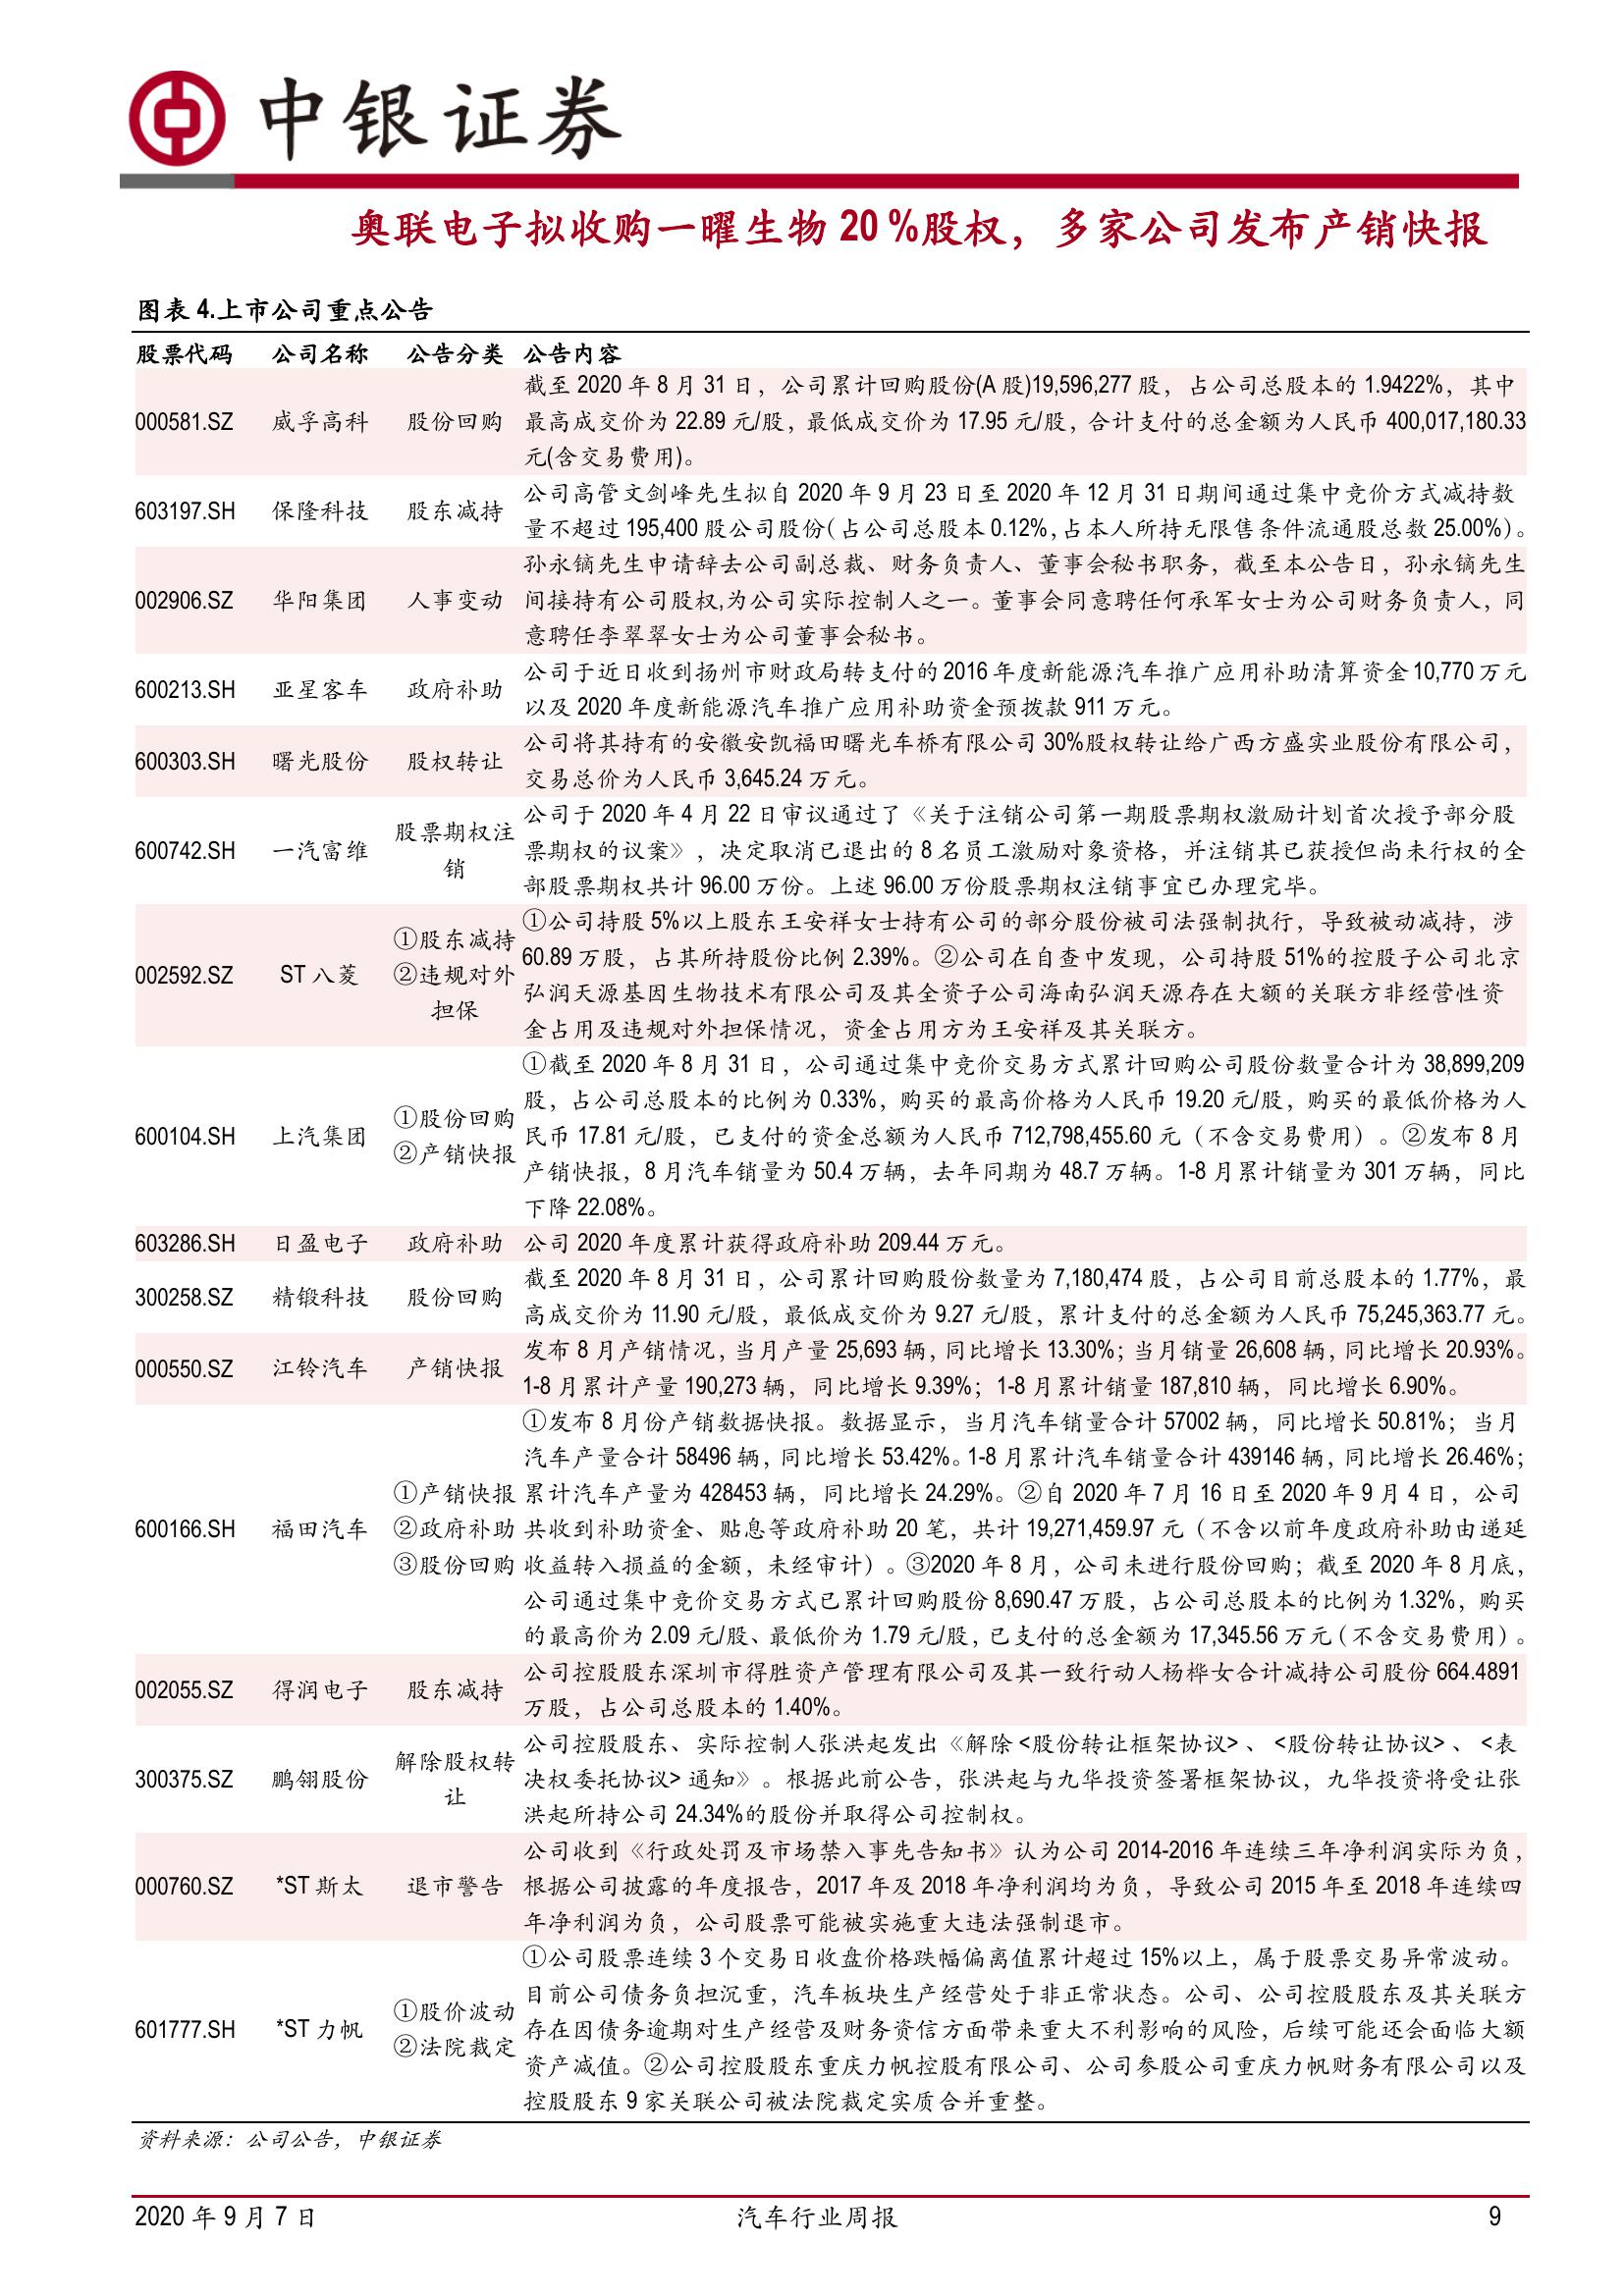 中银证券
奥联电子拟收购一曜生物 20 %股权，多家公司发布产销快报
图表 4.上市公司重点公告
股票代码 公司名称 公告分类 公告内容
000581.SZ 威孚高科 股份回购
截至 2020 年 8 月 31 日，公司累计回购股份(A 股)19,596,277 股，占公司总股本的 1.9422%，其中
最高成交价为 22.89 元/股，最低成交价为 17.95 元/股，合计支付的总金额为人民币 400,017,180.33
元(含交易费用)。
603197.SH 保隆科技 股东减持
公司高管文剑峰先生拟自 2020 年 9 月 23 日至 2020 年 12 月 31 日期间通过集中竞价方式减持数
量不超过 195,400 股公司股份（占公司总股本 0.12%，占本人所持无限售条件流通股总数 25.00%）。
002906.SZ 华阳集团 人事变动
孙永镝先生申请辞去公司副总裁、财务负责人、董事会秘书职务，截至本公告日，孙永镝先生
间接持有公司股权,为公司实际控制人之一。董事会同意聘任何承军女士为公司财务负责人，同
意聘任李翠翠女士为公司董事会秘书。
600213.SH 亚星客车 政府补助
公司于近日收到扬州市财政局转支付的 2016 年度新能源汽车推广应用补助清算资金 10,770 万元
以及 2020 年度新能源汽车推广应用补助资金预拨款 911 万元。
600303.SH 曙光股份 股权转让
公司将其持有的安徽安凯福田曙光车桥有限公司 30%股权转让给广西方盛实业股份有限公司，
交易总价为人民币 3,645.24 万元。
600742.SH 一汽富维
股票期权注
销
公司于 2020 年 4 月 22 日审议通过了《关于注销公司第一期股票期权激励计划首次授予部分股
票期权的议案》，决定取消已退出的 8 名员工激励对象资格，并注销其已获授但尚未行权的全
部股票期权共计 96.00 万份。上述 96.00 万份股票期权注销事宜已办理完毕。
002592.SZ ST 八菱
①股东减持
②违规对外
担保
①公司持股 5%以上股东王安祥女士持有公司的部分股份被司法强制执行，导致被动减持，涉
60.89 万股，占其所持股份比例 2.39%。②公司在自查中发现，公司持股 51%的控股子公司北京
弘润天源基因生物技术有限公司及其全资子公司海南弘润天源存在大额的关联方非经营性资
金占用及违规对外担保情况，资金占用方为王安祥及其关联方。
600104.SH 上汽集团
①股份回购
②产销快报
①截至 2020 年 8 月 31 日，公司通过集中竞价交易方式累计回购公司股份数量合计为 38,899,209
股，占公司总股本的比例为 0.33%，购买的最高价格为人民币 19.20 元/股，购买的最低价格为人
民币 17.81 元/股，已支付的资金总额为人民币 712,798,455.60 元（不含交易费用）。②发布 8 月
产销快报，8 月汽车销量为 50.4 万辆，去年同期为 48.7 万辆。1-8 月累计销量为 301 万辆，同比
下降 22.08%。
603286.SH 日盈电子 政府补助 公司 2020 年度累计获得政府补助 209.44 万元。
300258.SZ 精锻科技 股份回购
截至 2020 年 8 月 31 日，公司累计回购股份数量为 7,180,474 股，占公司目前总股本的 1.77%，最
高成交价为 11.90 元/股，最低成交价为 9.27 元/股，累计支付的总金额为人民币 75,245,363.77 元。
000550.SZ 江铃汽车 产销快报
发布 8 月产销情况，当月产量 25,693 辆，同比增长 13.30%；当月销量 26,608 辆，同比增长 20.93%。
1-8 月累计产量 190,273 辆，同比增长 9.39%；1-8 月累计销量 187,810 辆，同比增长 6.90%。
600166.SH 福田汽车
①产销快报
②政府补助
③股份回购
①发布 8 月份产销数据快报。数据显示，当月汽车销量合计 57002 辆，同比增长 50.81%；当月
汽车产量合计 58496 辆，同比增长 53.42%。1-8 月累计汽车销量合计 439146 辆，同比增长 26.46%；
累计汽车产量为 428453 辆，同比增长 24.29%。②自 2020 年 7 月 16 日至 2020 年 9 月 4 日，公司
共收到补助资金、贴息等政府补助 20 笔，共计 19,271,459.97 元（不含以前年度政府补助由递延
收益转入损益的金额，未经审计）。③2020 年 8 月，公司未进行股份回购；截至 2020 年 8 月底，
公司通过集中竞价交易方式已累计回购股份 8,690.47 万股，占公司总股本的比例为 1.32%，购买
的最高价为 2.09 元/股、最低价为 1.79 元/股，已支付的总金额为 17,345.56 万元（不含交易费用）。
002055.SZ 得润电子 股东减持
公司控股股东深圳市得胜资产管理有限公司及其一致行动人杨桦女合计减持公司股份 664.4891
万股，占公司总股本的 1.40%。
300375.SZ 鹏翎股份
解除股权转
让
公司控股股东、实际控制人张洪起发出《解除 <股份转让框架协议> 、 <股份转让协议> 、 <表
决权委托协议> 通知》。根据此前公告，张洪起与九华投资签署框架协议，九华投资将受让张
洪起所持公司 24.34%的股份并取得公司控制权。
000760.SZ *ST 斯太 退市警告
公司收到《行政处罚及市场禁入事先告知书》认为公司 2014-2016 年连续三年净利润实际为负，
根据公司披露的年度报告，2017 年及 2018 年净利润均为负，导致公司 2015 年至 2018 年连续四
年净利润为负，公司股票可能被实施重大违法强制退市。
601777.SH *ST 力帆
①股价波动
②法院裁定
①公司股票连续 3 个交易日收盘价格跌幅偏离值累计超过 15%以上，属于股票交易异常波动。
目前公司债务负担沉重，汽车板块生产经营处于非正常状态。公司、公司控股股东及其关联方
存在因债务逾期对生产经营及财务资信方面带来重大不利影响的风险，后续可能还会面临大额
资产减值。②公司控股股东重庆力帆控股有限公司、公司参股公司重庆力帆财务有限公司以及
控股股东 9 家关联公司被法院裁定实质合并重整。
资料来源：公司公告，中银证券
2020 年 9 月 7 日 汽车行业周报 9